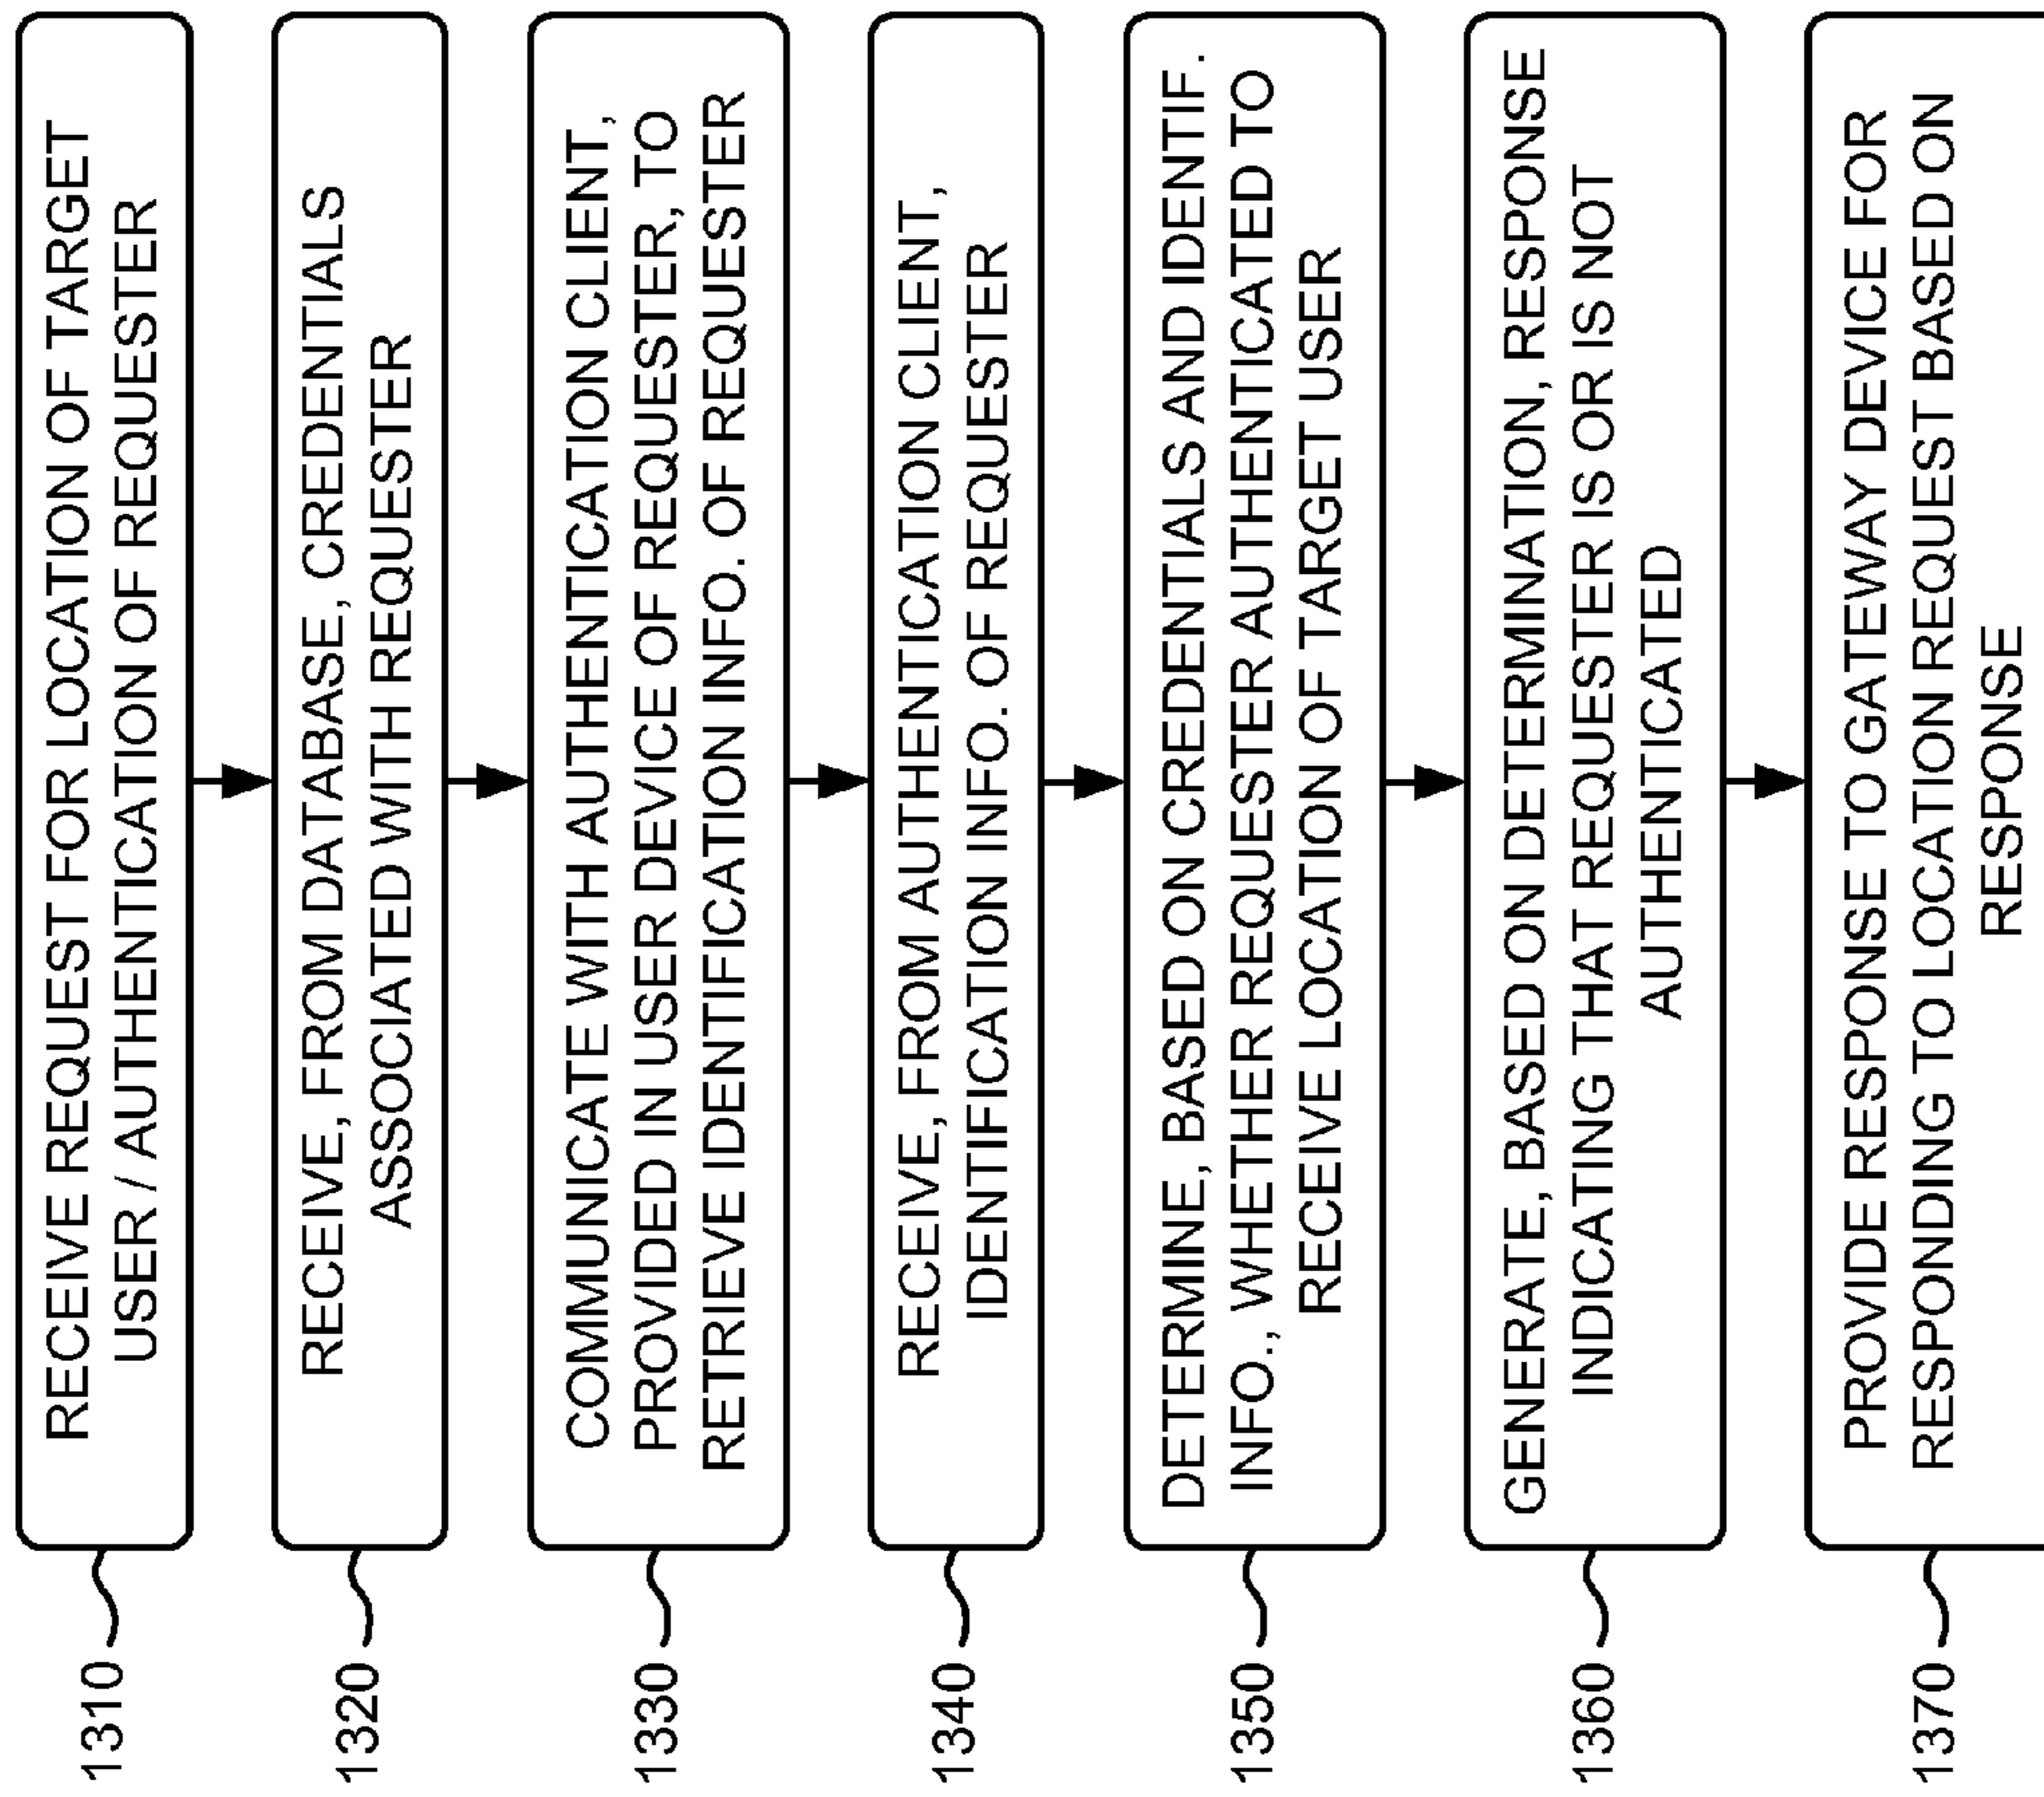 1310
RECEIVE REQUEST FOR LOCATION OF TARGET
USER / AUTHENTICATION OF REQUESTER
1320
RECEIVE, FROM DATABASE, CREDENTIALS
ASSOCIATED WITH REQUESTER
1330
COMMUNICATE WITH AUTHENTICATION CLIENT,
PROVIDED IN USER DEVICE OF REQUESTER, TO
RETRIEVE IDENTIFICATION INFO. OF REQUESTER
1340
RECEIVE, FROM AUTHENTICATION CLIENT,
IDENTIFICATION INFO. OF REQUESTER
1350
DETERMINE, BASED ON CREDENTIALS AND IDENTIF.
INFO., WHETHER REQUESTER AUTHENTICATED TO
RECEIVE LOCATION OF TARGET USER
1360
GENERATE, BASED ON DETERMINATION, RESPONSE
INDICATING THAT REQUESTER IS OR IS NOT
AUTHENTICATED
1370
PROVIDE RESPONSE TO GATEWAY DEVICE FOR
RESPONDING TO LOCATION REQUEST BASED ON
RESPONSE